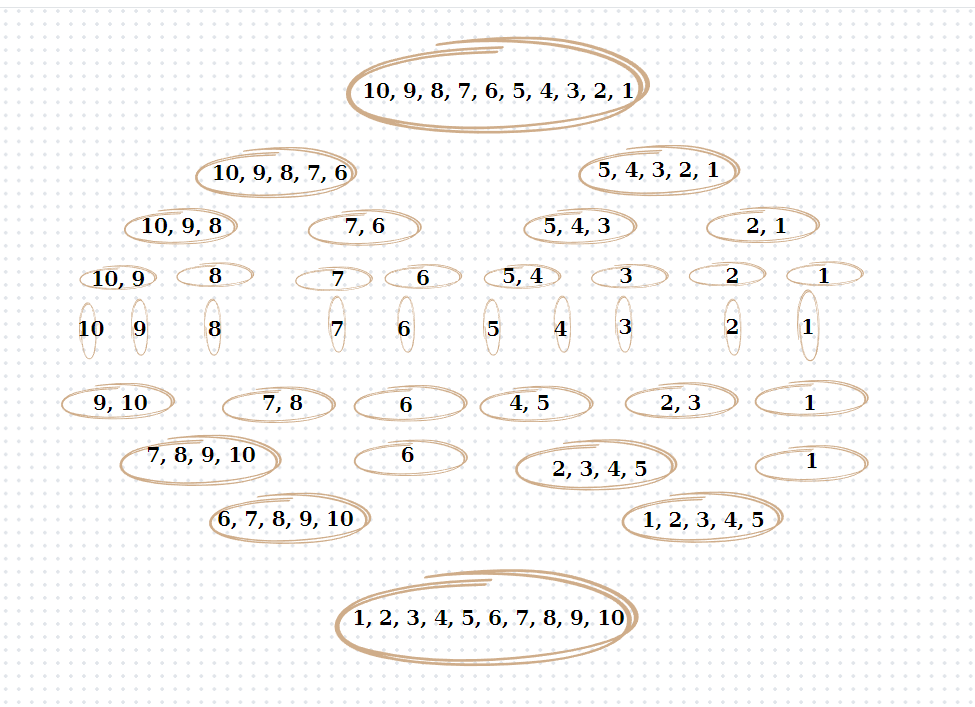 10, 9, 8, 7, 6, 5, 4, 3, 2, 1
10, 9, 8, 7, 6 5, 4, 3, 2, 1
10, 9, 8 7, 6 5, 4, 3 2, 1
10, 9 8 7 6 5, 4 3 2 1
10 9 8 7 6 5 4 3 2 1
9, 10 7, 8 6 4, 5 2, 3 1
7, 8, 9, 10 6 2, 3, 4, 5 1
6, 7, 8, 9, 10 1, 2, 3, 4, 5
1, 2, 3, 4, 5, 6, 7, 8, 9, 10